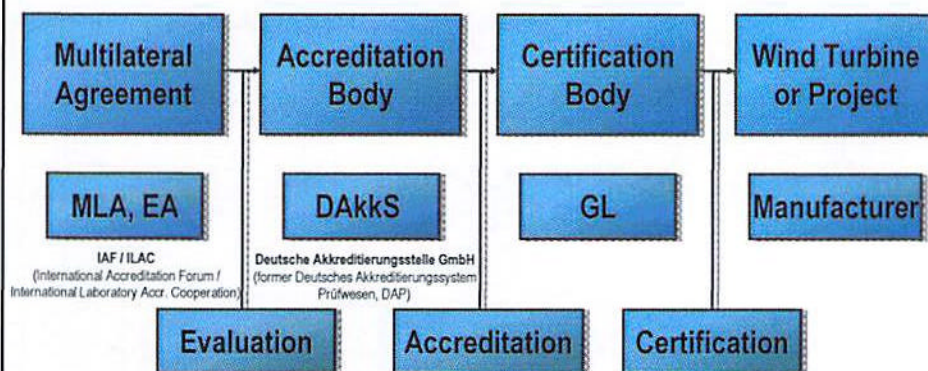 Multilateral
Agreement
Accreditation
Body
Certification
Body
Wind Turbine
or Project
MLA, EA
DAkkS
GL
Manufacturer
IAF / ILAC
(International Accreditation Forum /
International Laboratory Accr. Cooperation)
Deutsche Akkreditierungsstelle GmbH
(former Deutsches Akkreditierungssystem
Prüfwesen, DAP)
Evaluation
Accreditation
Certification